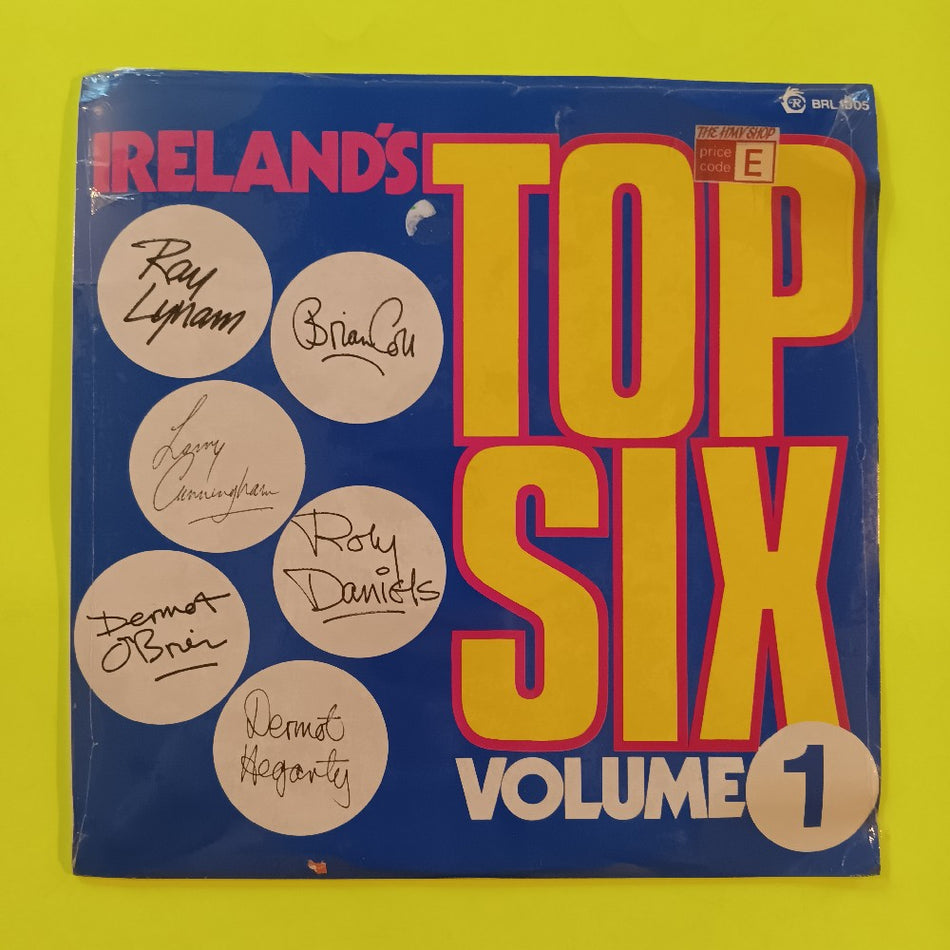 R BRL 1005
THE HMV SHOP
price
code E
IRELAND'S
TOP
SIX
VOLUME 1
Ray
Lynam
Brian Coll
Larry
Cunningham
Roly
Daniels
Dermot
O'Brien
Dermot
Hegarty